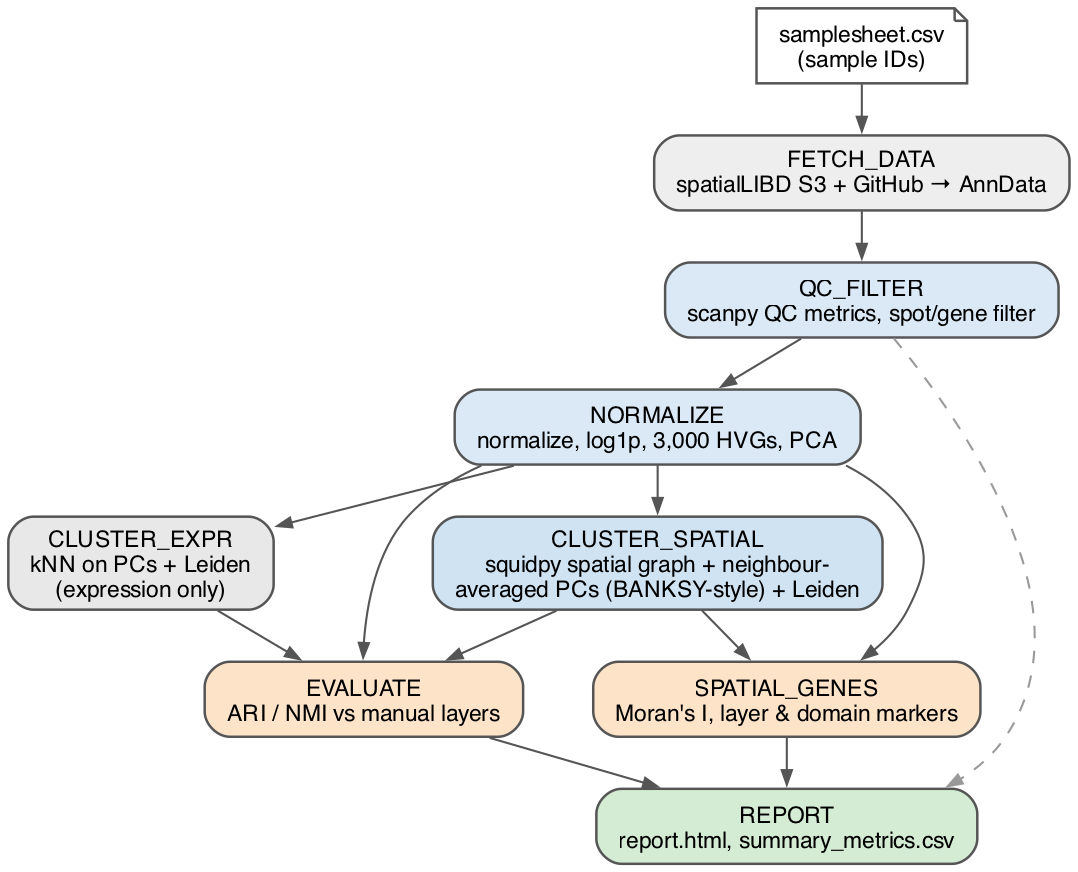 samplesheet.csv
(sample IDs)
FETCH_DATA
spatialLIBD S3 + GitHub → AnnData
QC_FILTER
scanpy QC metrics, spot/gene filter
NORMALIZE
normalize, log1p, 3,000 HVGs, PCA
CLUSTER_EXPR
kNN on PCs + Leiden
(expression only)
CLUSTER_SPATIAL
squidpy spatial graph + neighbour-
averaged PCs (BANKSY-style) + Leiden
EVALUATE
ARI / NMI vs manual layers
SPATIAL_GENES
Moran's I, layer & domain markers
REPORT
report.html, summary_metrics.csv